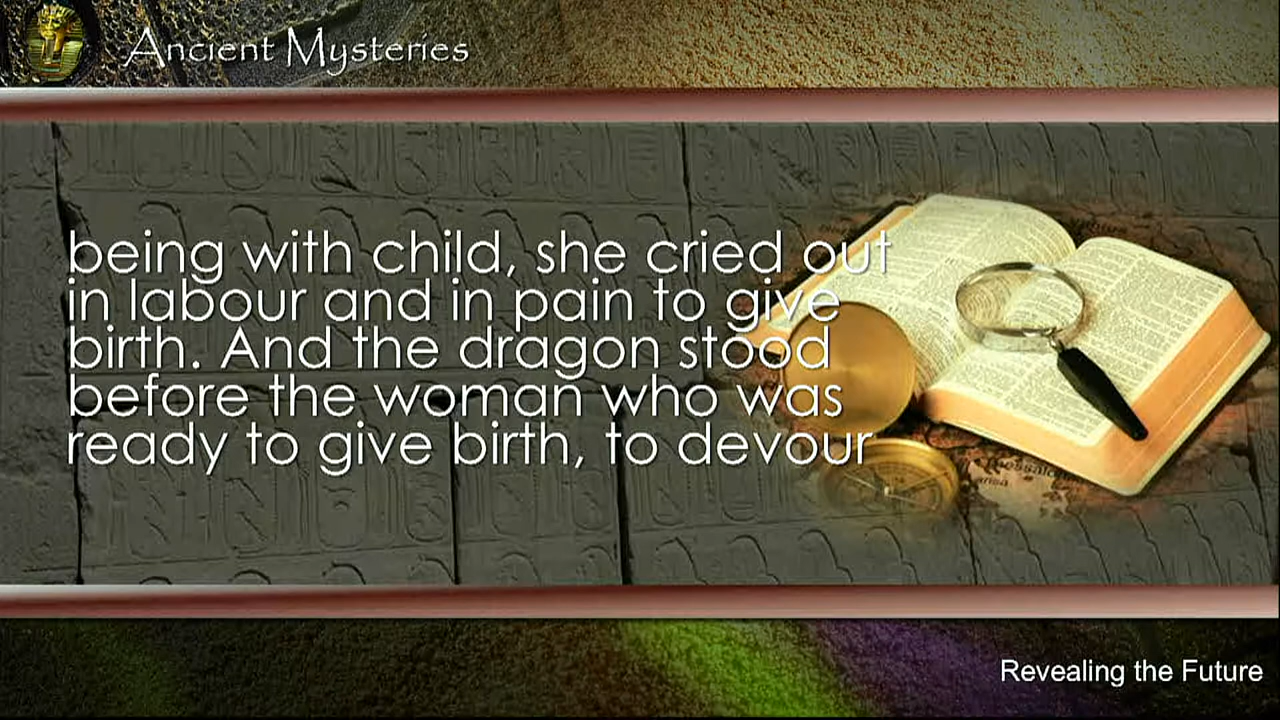 Ancient Mysteries
being with child, she cried out
in labour and in pain to give
birth. And the dragon stood
before the woman who was
ready to give birth, to devour
Revealing the Future